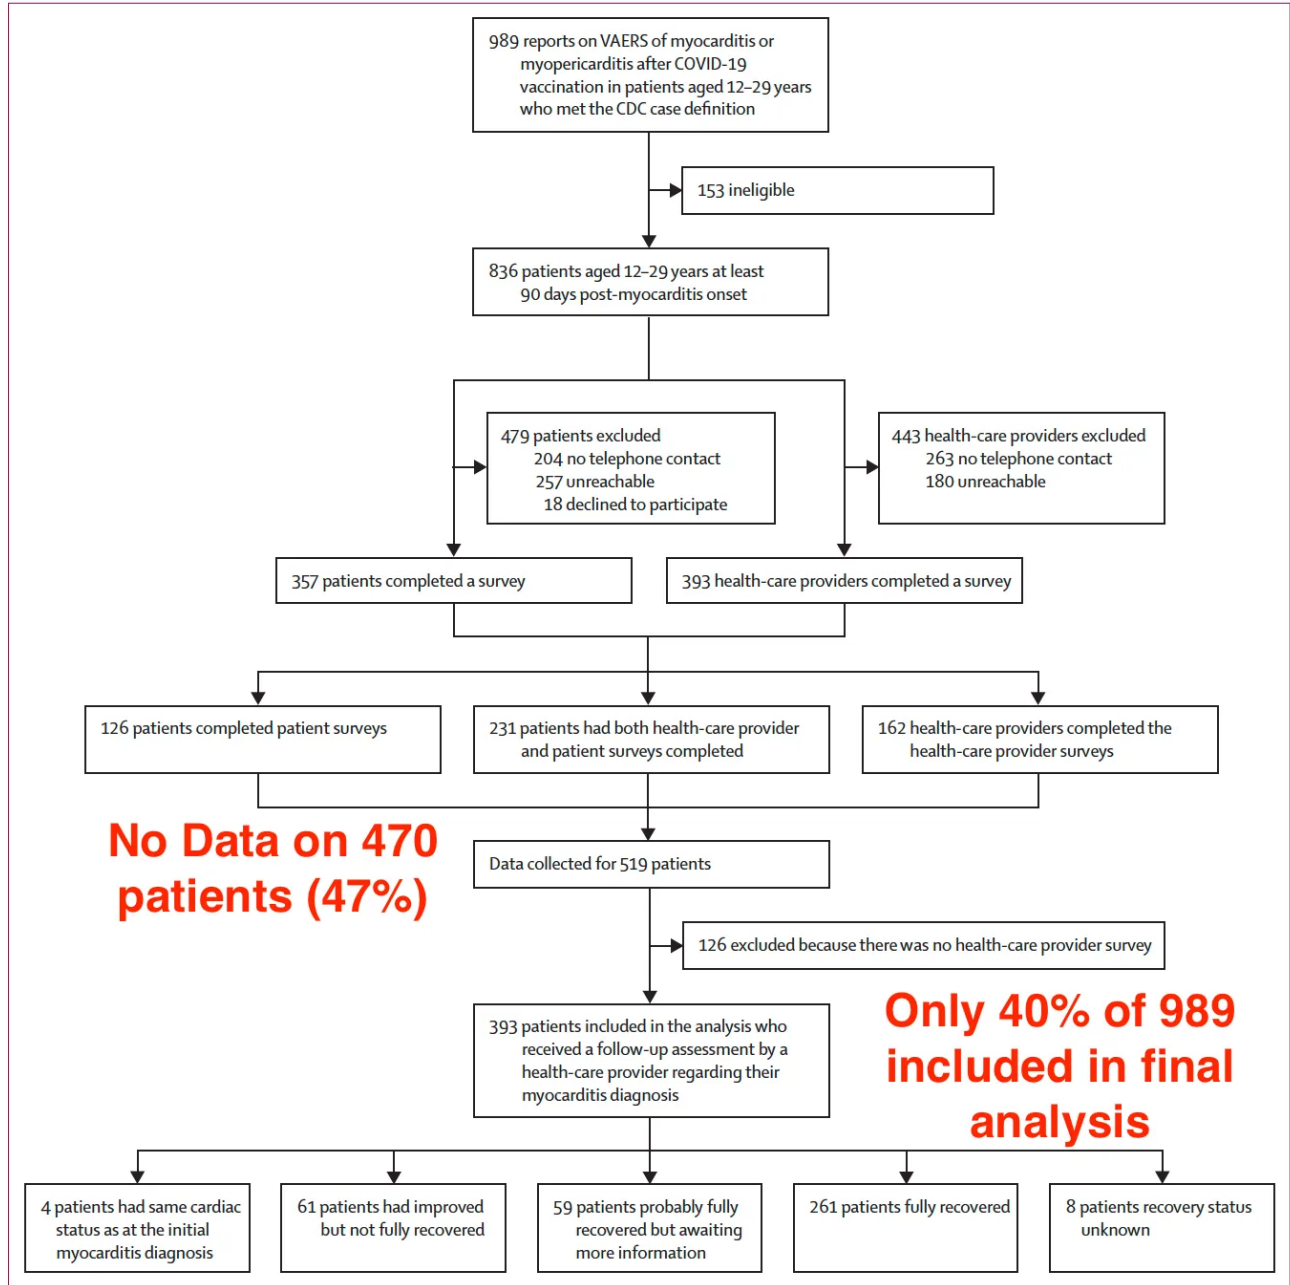 989 reports on VAERS of myocarditis or
myopericarditis after COVID-19
vaccination in patients aged 12–29 years
who met the CDC case definition
153 ineligible
836 patients aged 12–29 years at least
90 days post-myocarditis onset
479 patients excluded
204 no telephone contact
257 unreachable
18 declined to participate
443 health-care providers excluded
263 no telephone contact
180 unreachable
357 patients completed a survey
393 health-care providers completed a survey
126 patients completed patient surveys
231 patients had both health-care provider
and patient surveys completed
162 health-care providers completed the
health-care provider surveys
No Data on 470
patients (47%)
Data collected for 519 patients
126 excluded because there was no health-care provider survey
393 patients included in the analysis who
received a follow-up assessment by a
health-care provider regarding their
myocarditis diagnosis
Only 40% of 989
included in final
analysis
4 patients had same cardiac
status as at the initial
myocarditis diagnosis
61 patients had improved
but not fully recovered
59 patients probably fully
recovered but awaiting
more information
261 patients fully recovered
8 patients recovery status
unknown